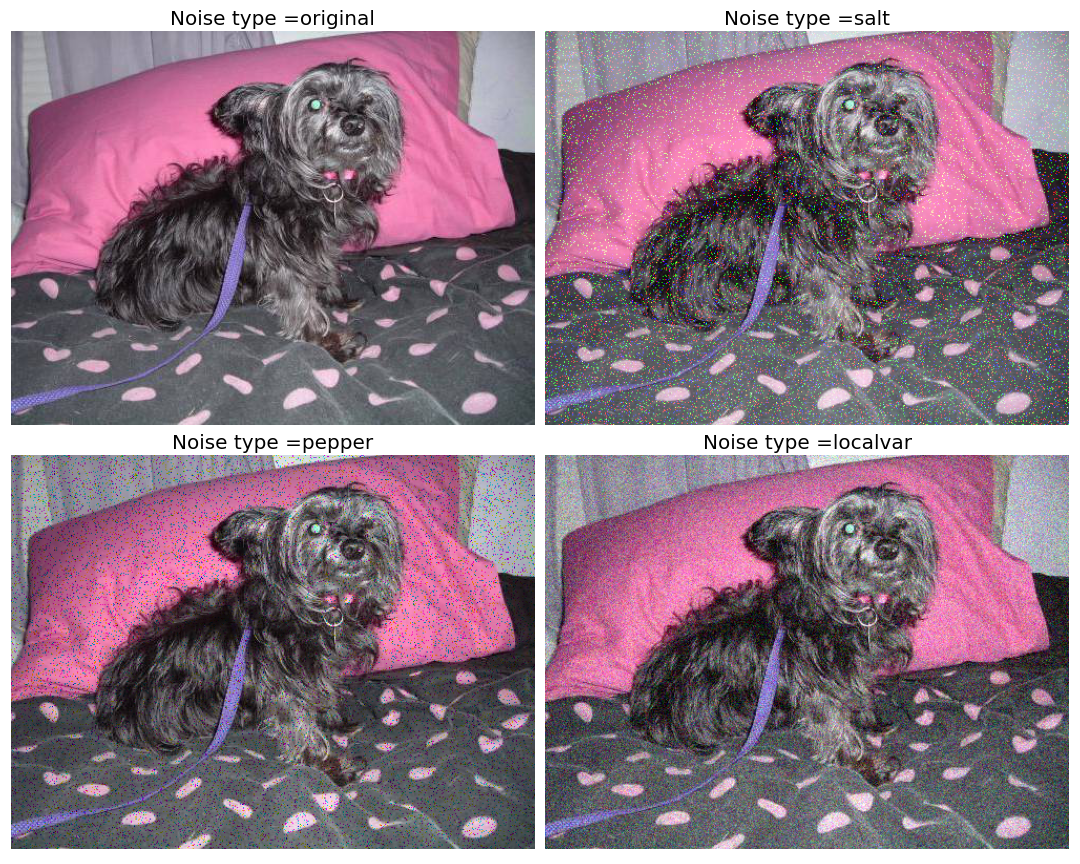 Noise type =original
Noise type =salt
Noise type =pepper
Noise type =localvar